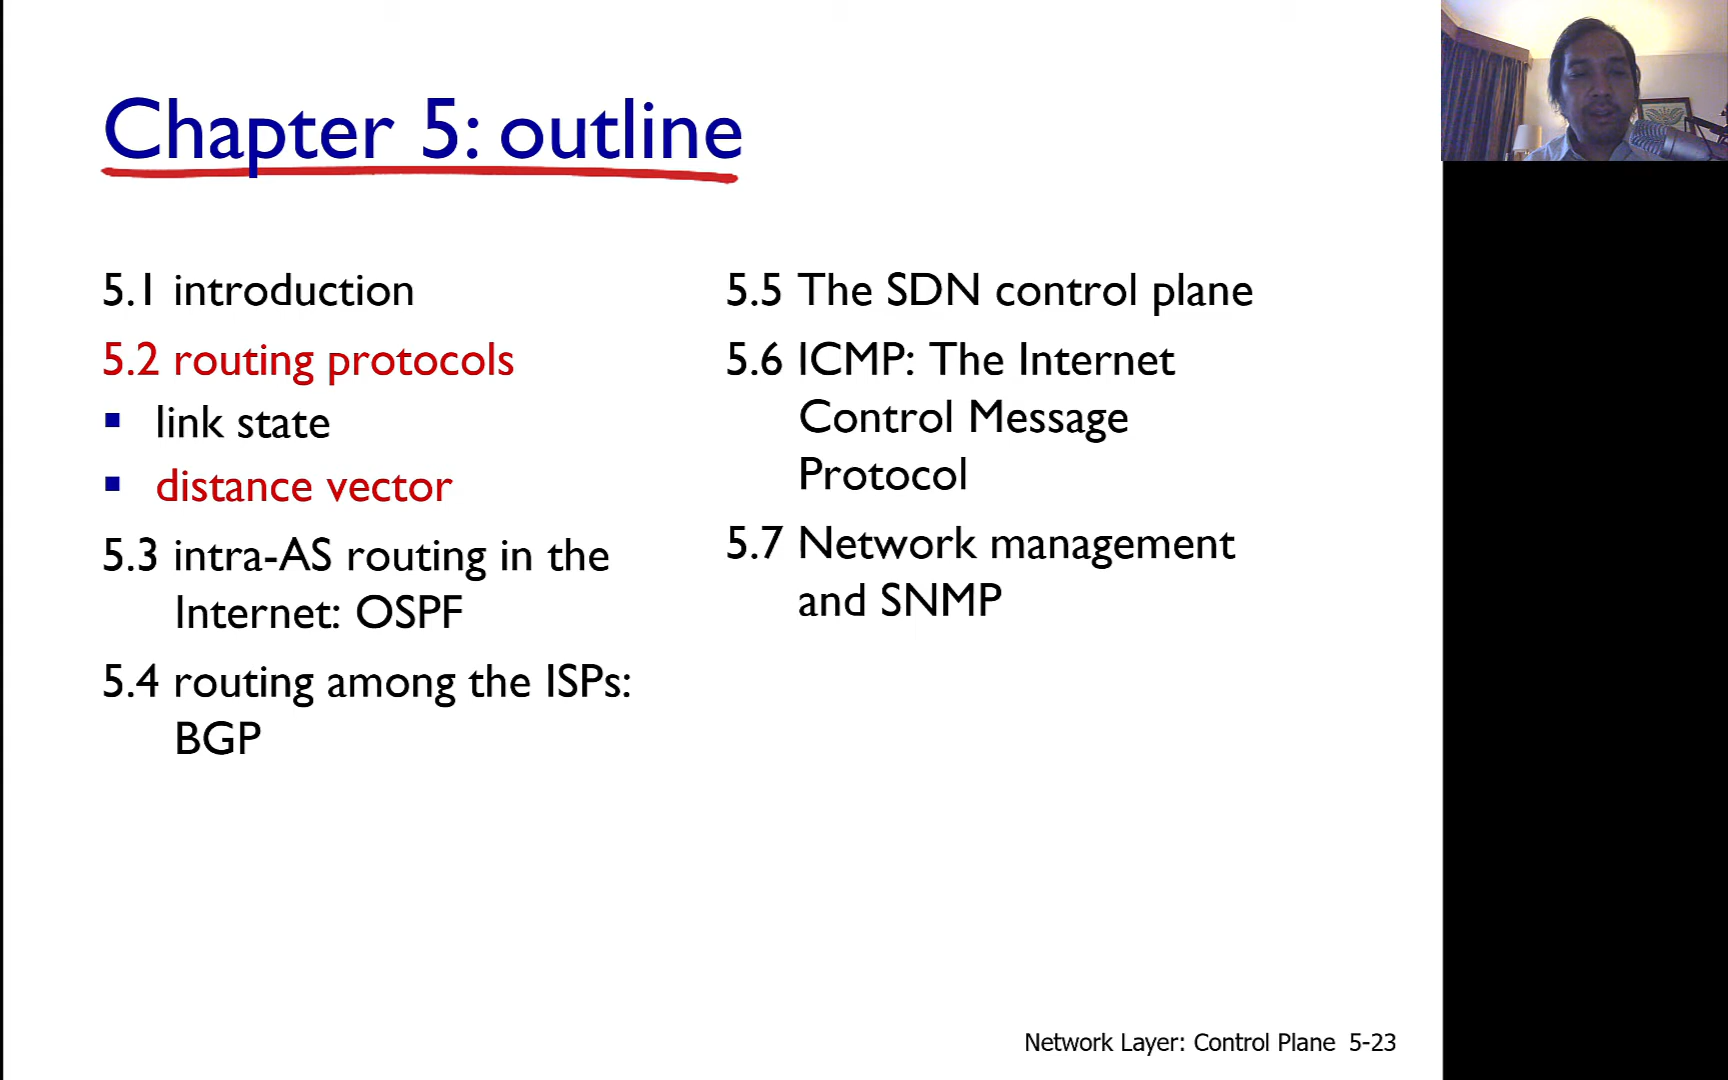 Chapter 5: outline
5.1 introduction
5.2 routing protocols
▪ link state
▪ distance vector
5.3 intra-AS routing in the
Internet: OSPF
5.4 routing among the ISPs:
BGP
5.5 The SDN control plane
5.6 ICMP: The Internet
Control Message
Protocol
5.7 Network management
and SNMP
Network Layer: Control Plane 5-23